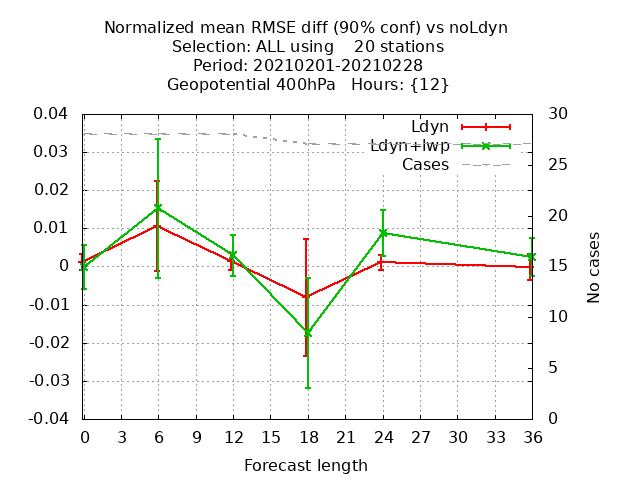 Normalized mean RMSE diff (90% conf) vs noLdyn
Selection: ALL using    20 stations
Period: 20210201-20210228
Geopotential 400hPa   Hours: {12}
0.04
0.03
0.02
0.01
0
-0.01
-0.02
-0.03
-0.04
30
25
20
15
10
5
0
No cases
Ldyn
Ldyn+lwp
Cases
0 3 6 9 12 15 18 21 24 27 30 33 36
Forecast length